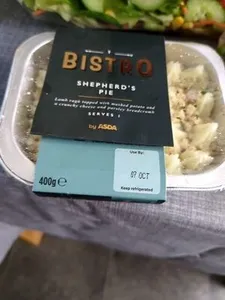 BISTRO
SHEPHERD'S
PIE
Lamb ragu topped with mashed potato and
a crunchy cheese and parsley breadcrumb
SERVES 1
by ASDA
Use By:
07 OCT
Keep refrigerated
400g e